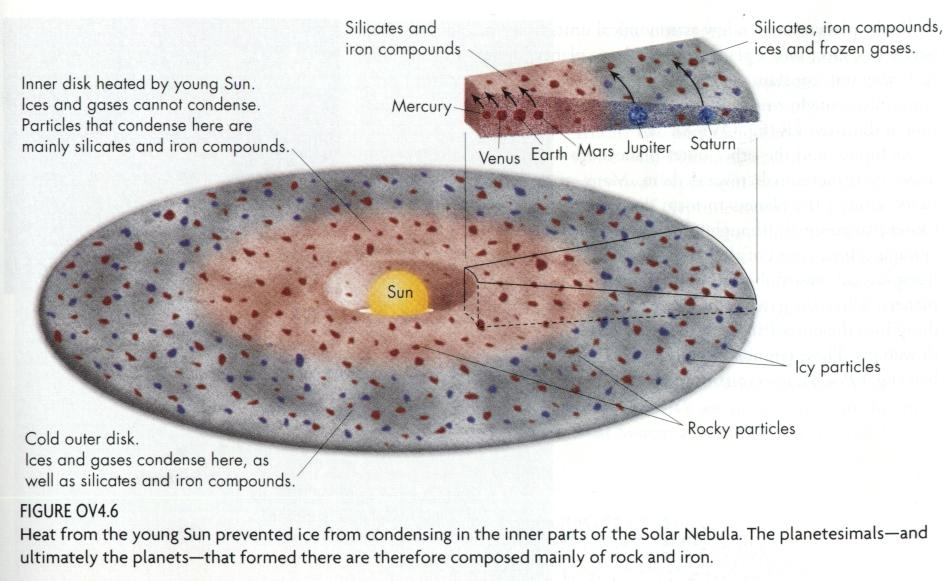 Silicates and
iron compounds
Silicates, iron compounds,
ices and frozen gases.
Inner disk heated by young Sun.
Ices and gases cannot condense.
Particles that condense here are
mainly silicates and iron compounds.
Mercury
Venus
Earth
Mars
Jupiter
Saturn
Sun
Icy particles
Rocky particles
Cold outer disk.
Ices and gases condense here, as
well as silicates and iron compounds.
FIGURE OV4.6
Heat from the young Sun prevented ice from condensing in the inner parts of the Solar Nebula. The planetesimals—and
ultimately the planets—that formed there are therefore composed mainly of rock and iron.